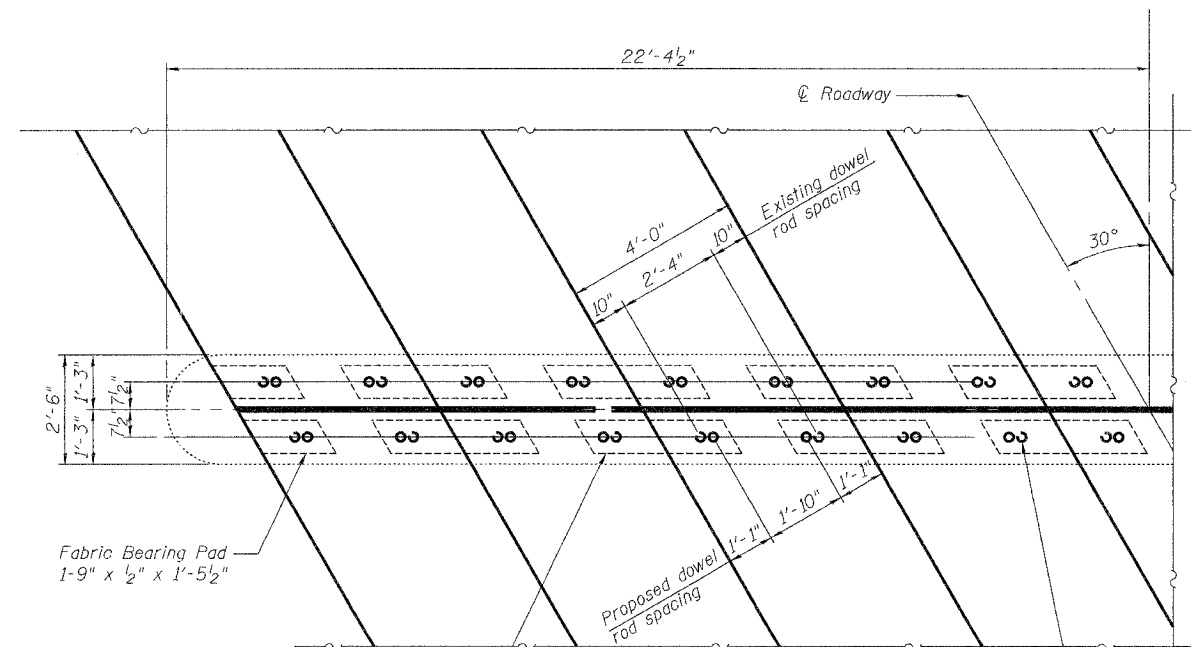 22'-4½"
℄ Roadway
Existing dowel
rod spacing
4'-0"
10"
2'-4"
10"
30°
2'-6"
1'-3"
1'-3"
7½"
7½"
1'-1"
1'-10"
1'-1"
Proposed dowel
rod spacing
Fabric Bearing Pad
1-9" x ½" x 1'-5½"